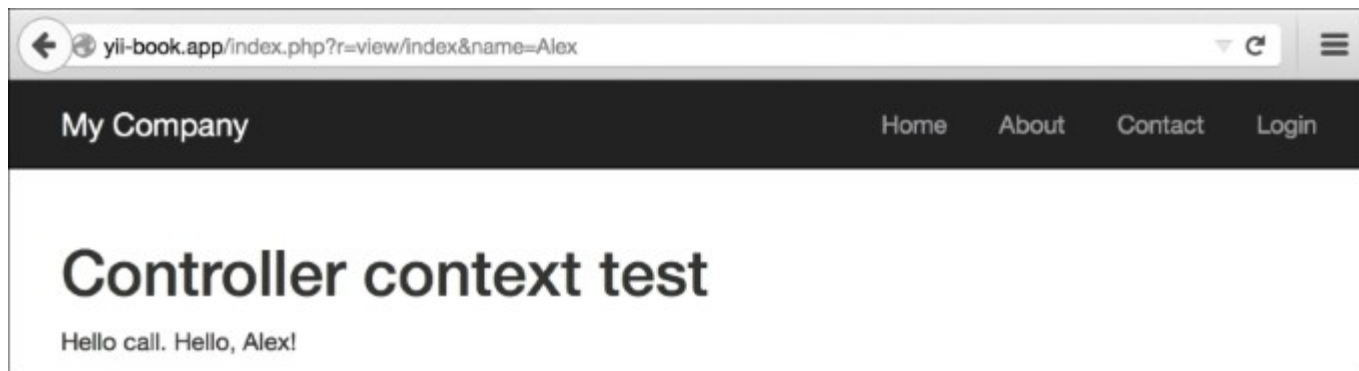 yii-book.app/index.php?r=view/index&name=Alex
My Company Home About Contact Login
Controller context test
Hello call. Hello, Alex!